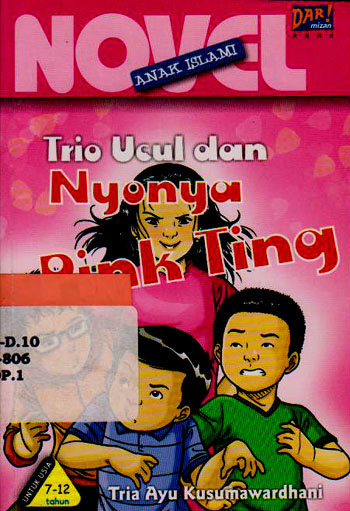 NOVEL
ANAK ISLAMI
DAR!
mizan
Trio Usul dan
Nyonya
Pink Ting
-D.10
-806
P.1
UNTUK USIA
7-12
tahun
Tria Ayu Kusumawardhani